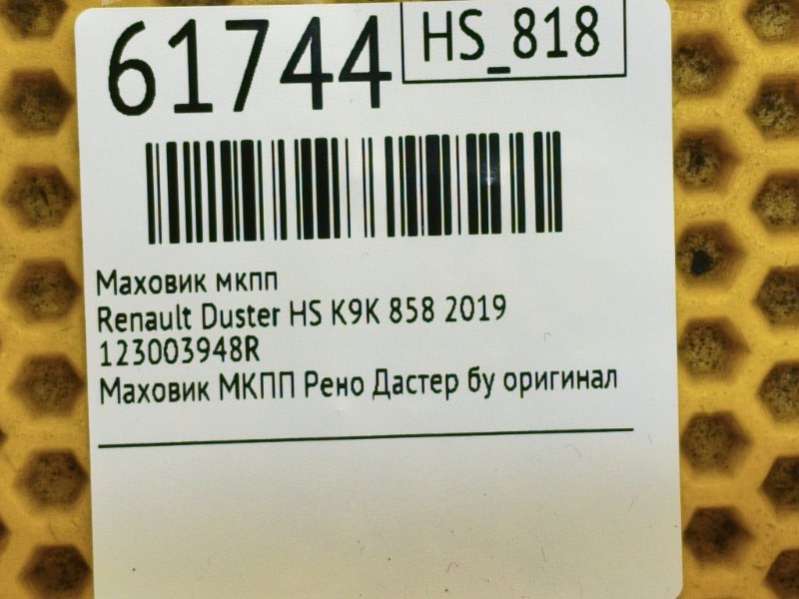 61744
HS_818
Маховик мкпп
Renault Duster HS K9K 858 2019
123003948R
Маховик МКПП Рено Дастер бу оригинал